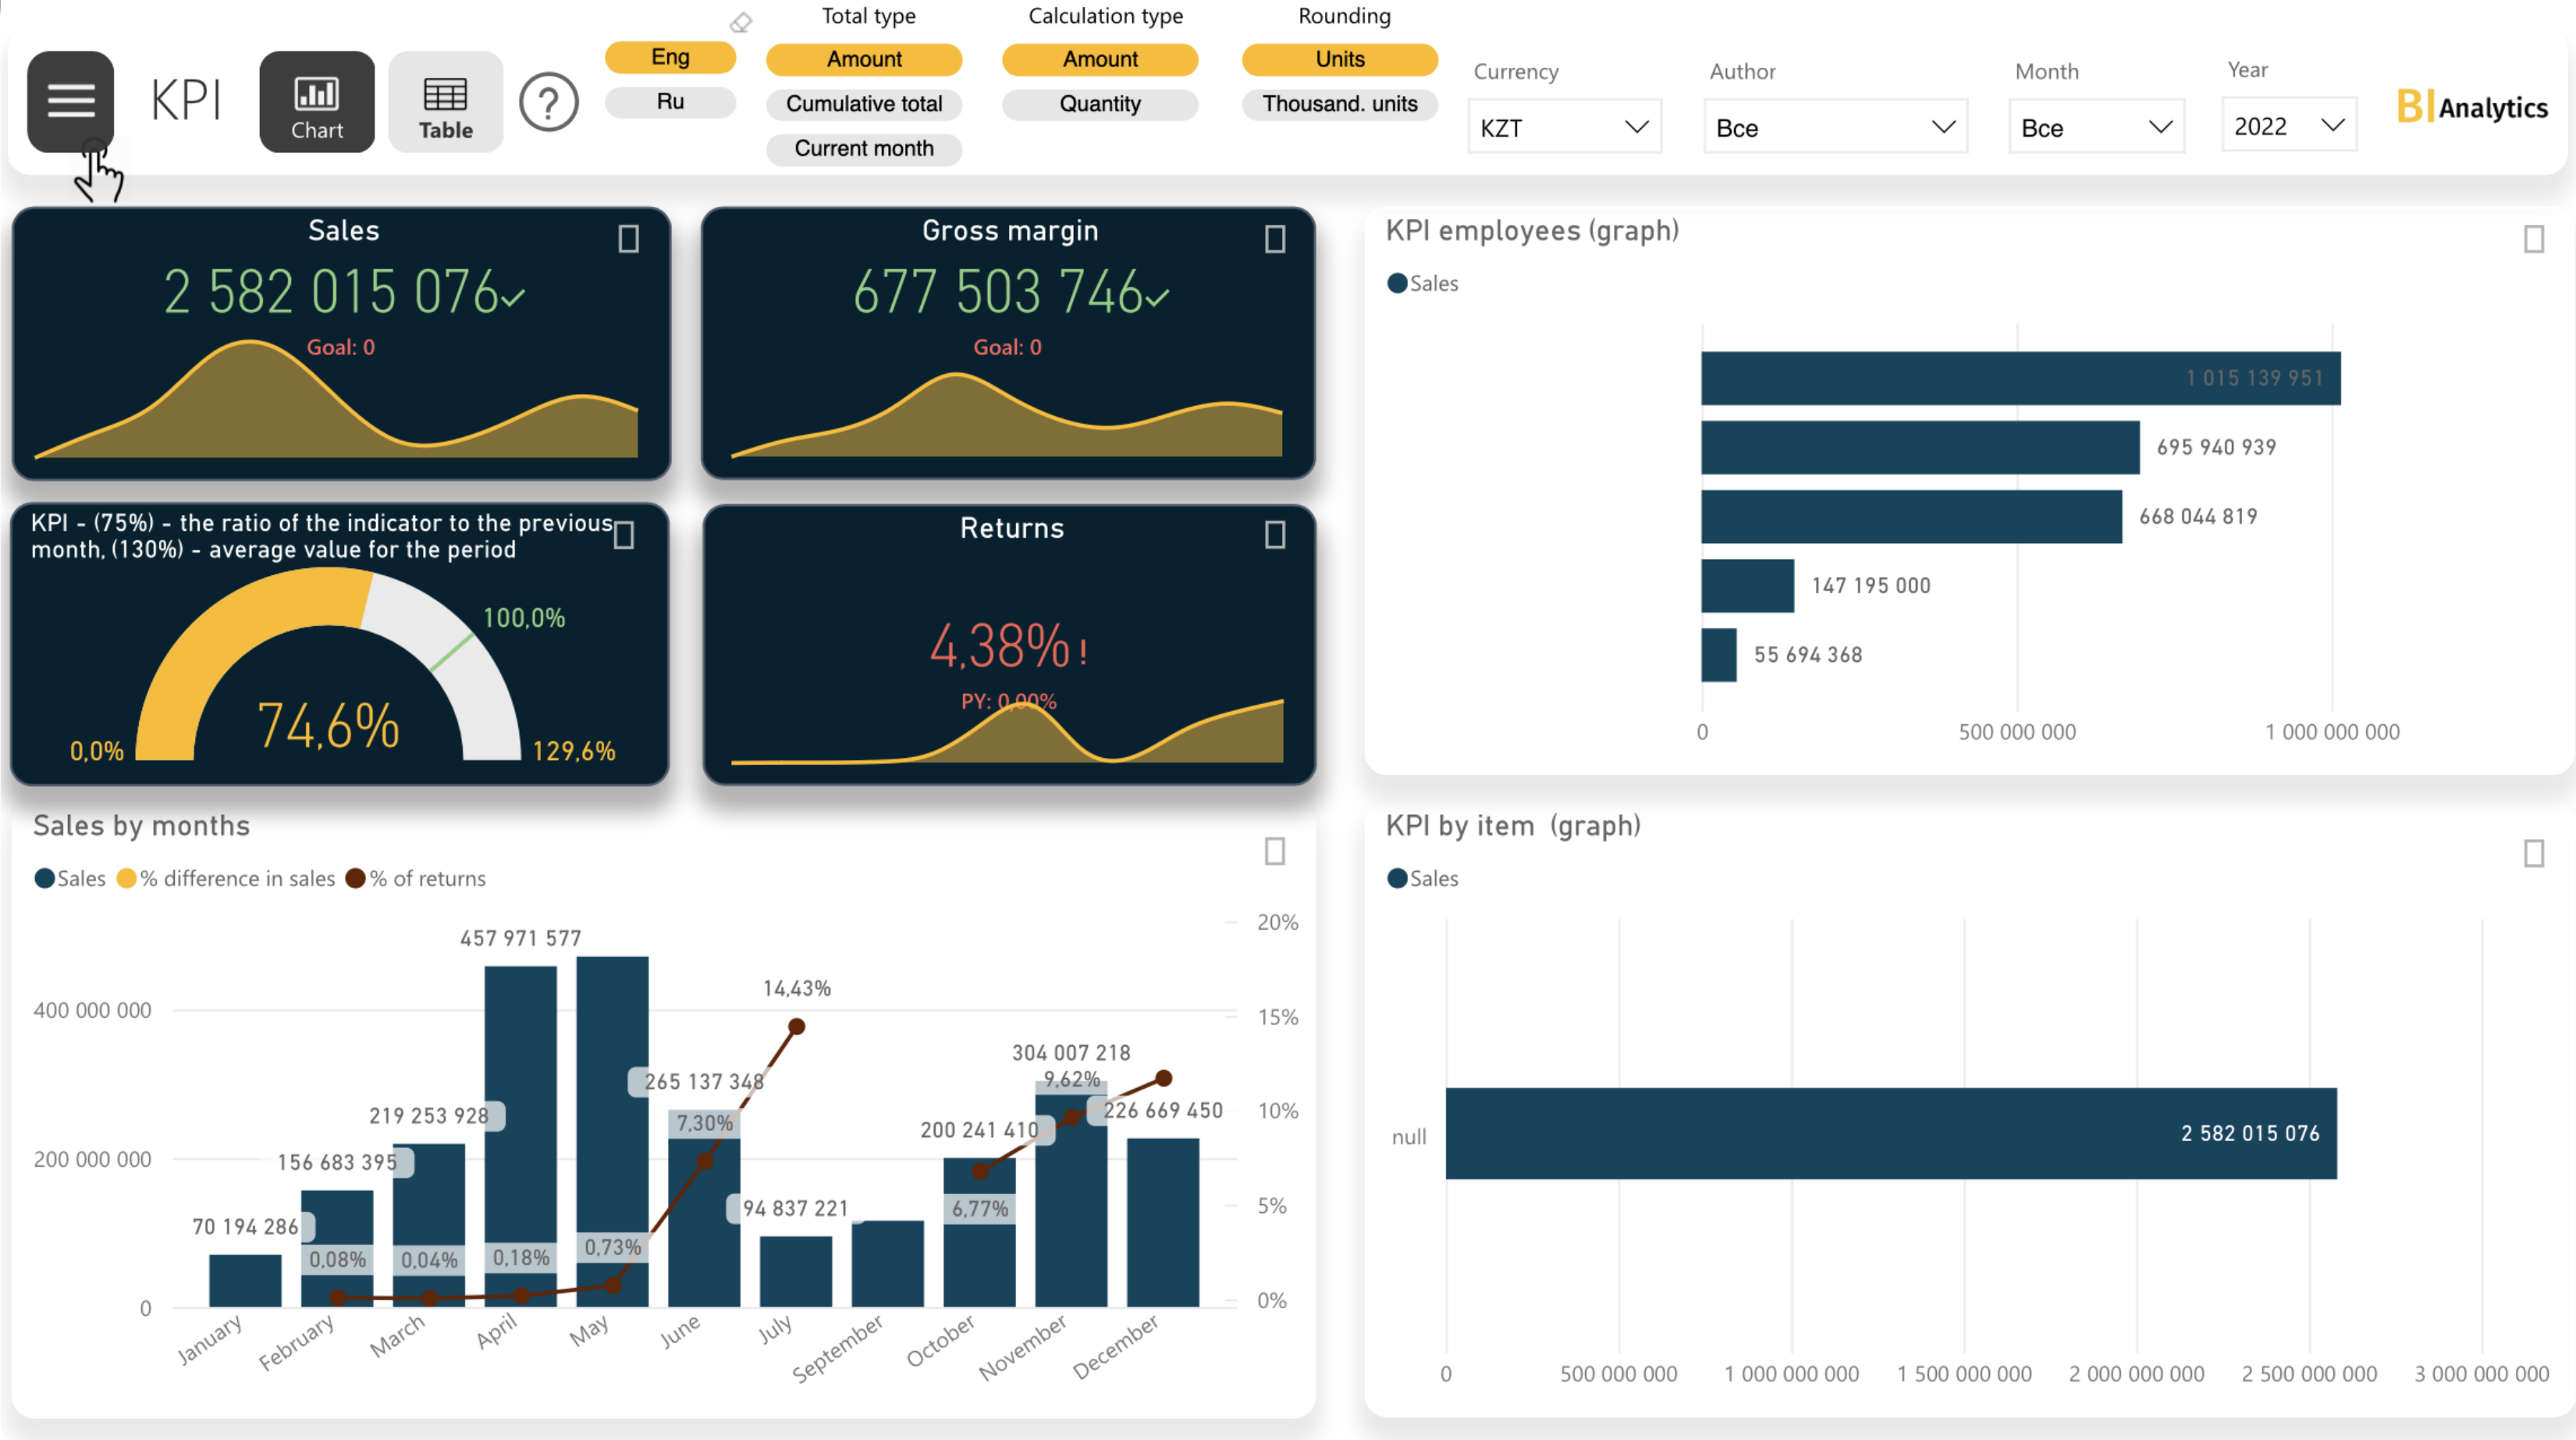 Total type
Calculation type
Rounding
KPI
Chart
Table
?
Eng
Ru
Amount
Cumulative total
Current month
Amount
Quantity
Units
Thousand. units
Currency
KZT
Author
Все
Month
Все
Year
2022
BI Analytics
Sales
2 582 015 076
Goal: 0
Gross margin
677 503 746
Goal: 0
KPI - (75%) - the ratio of the indicator to the previous
month, (130%) - average value for the period
100,0%
74,6%
0,0%
129,6%
Returns
4,38%!
PY: 0,00%
KPI employees (graph)
Sales
1 015 139 951
695 940 939
668 044 819
147 195 000
55 694 368
0
500 000 000
1 000 000 000
Sales by months
Sales % difference in sales % of returns
20%
457 971 577
14,43%
400 000 000
15%
304 007 218
265 137 348
9,62%
219 253 928
7,30%
226 669 450
10%
200 241 410
200 000 000
156 683 395
94 837 221
6,77%
5%
70 194 286
0,08%
0,04%
0,18%
0,73%
0
0%
January
February
March
April
May
June
July
September
October
November
December
KPI by item (graph)
Sales
null
2 582 015 076
0
500 000 000
1 000 000 000
1 500 000 000
2 000 000 000
2 500 000 000
3 000 000 000